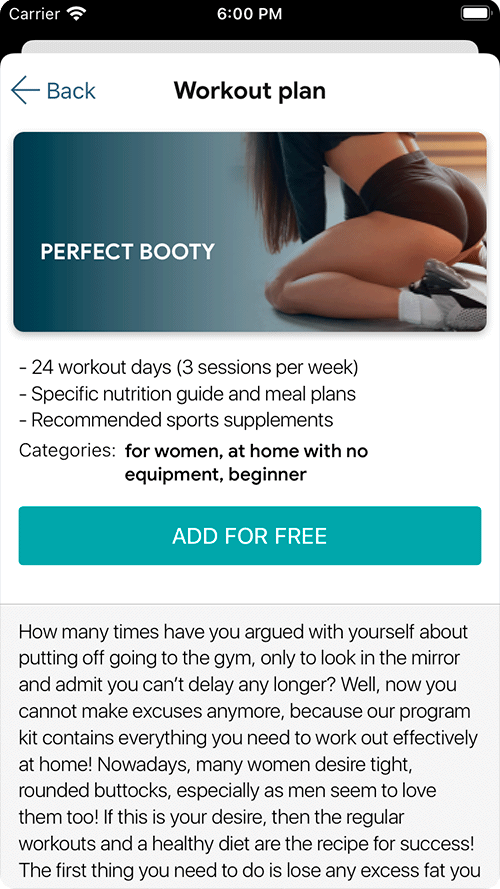 Carrier 6:00 PM
Back Workout plan
PERFECT BOOTY
- 24 workout days (3 sessions per week)
- Specific nutrition guide and meal plans
- Recommended sports supplements
Categories: for women, at home with no
equipment, beginner
ADD FOR FREE
How many times have you argued with yourself about
putting off going to the gym, only to look in the mirror
and admit you can’t delay any longer? Well, now you
cannot make excuses anymore, because our program
kit contains everything you need to work out effectively
at home! Nowadays, many women desire tight,
rounded buttocks, especially as men seem to love
them too! If this is your desire, then the regular
workouts and a healthy diet are the recipe for success!
The first thing you need to do is lose any excess fat you